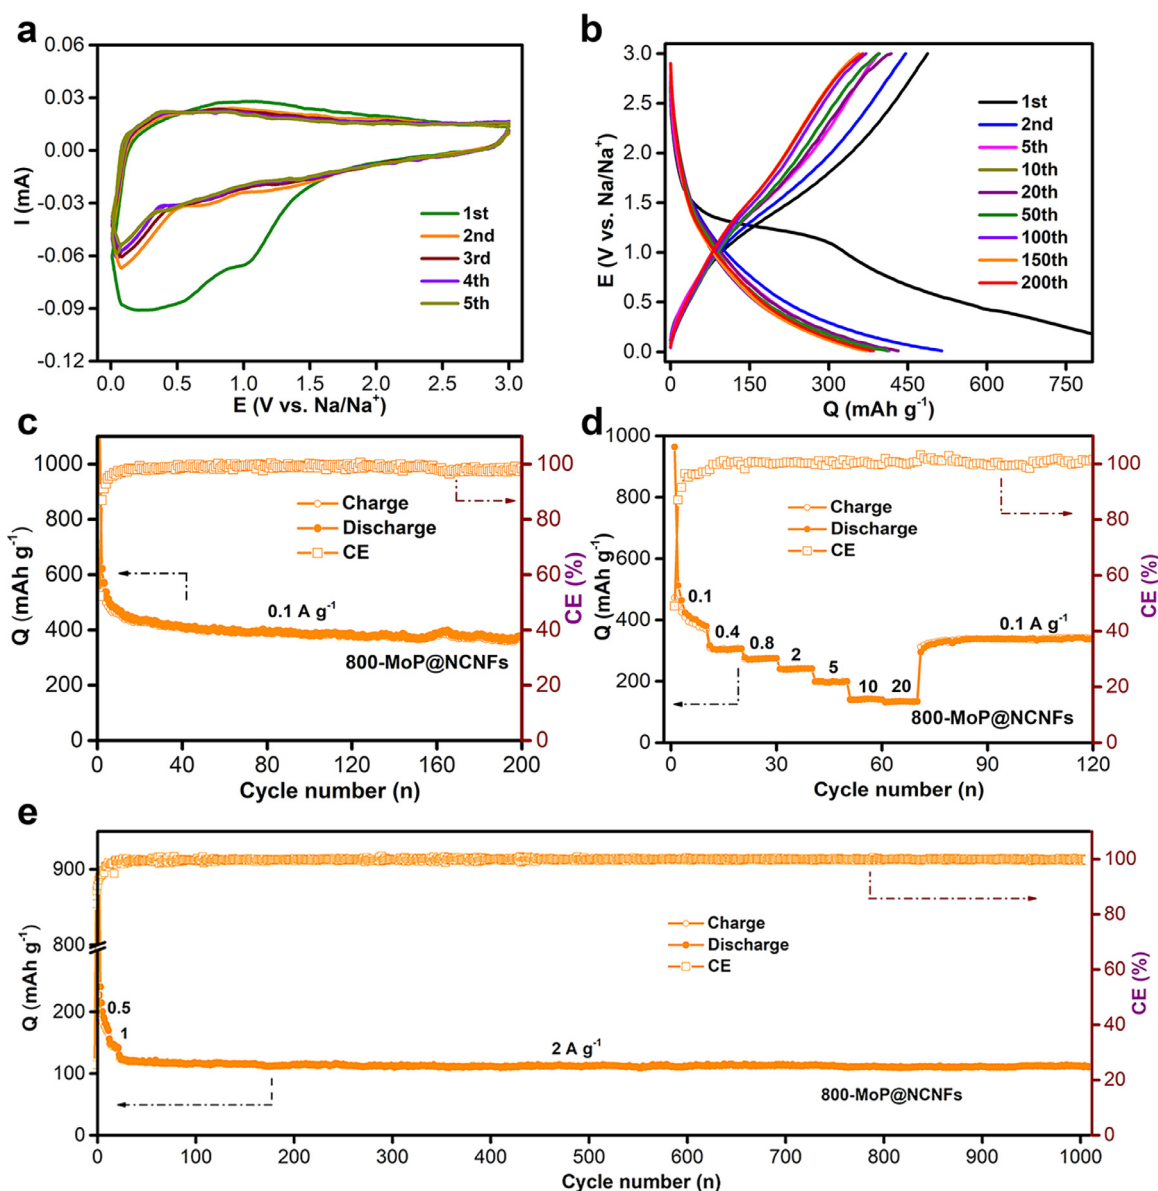 a
0.06
0.03
0.00
-0.03
-0.06
-0.09
-0.12
I (mA)
1st
2nd
3rd
4th
5th
0.0 0.5 1.0 1.5 2.0 2.5 3.0
E (V vs. Na/Na⁺)
b
3.0
2.5
2.0
1.5
1.0
0.5
0.0
E (V vs. Na/Na⁺)
1st
2nd
5th
10th
20th
50th
100th
150th
200th
0 150 300 450 600 750
Q (mAh g⁻¹)
c
1000
800
600
400
200
0
Q (mAh g⁻¹)
Charge
Discharge
CE
0.1 A g⁻¹
800-MoP@NCNFs
100
80
60
40
20
0
CE (%)
0 40 80 120 160 200
Cycle number (n)
d
1000
800
600
400
200
0
Q (mAh g⁻¹)
Charge
Discharge
CE
0.1
0.4
0.8
2
5
10
20
0.1 A g⁻¹
800-MoP@NCNFs
100
80
60
40
20
0
CE (%)
0 30 60 90 120
Cycle number (n)
e
900
800
200
100
0
Q (mAh g⁻¹)
0.5
1
Charge
Discharge
CE
2 A g⁻¹
800-MoP@NCNFs
100
80
60
40
20
0
CE (%)
0 100 200 300 400 500 600 700 800 900 1000
Cycle number (n)